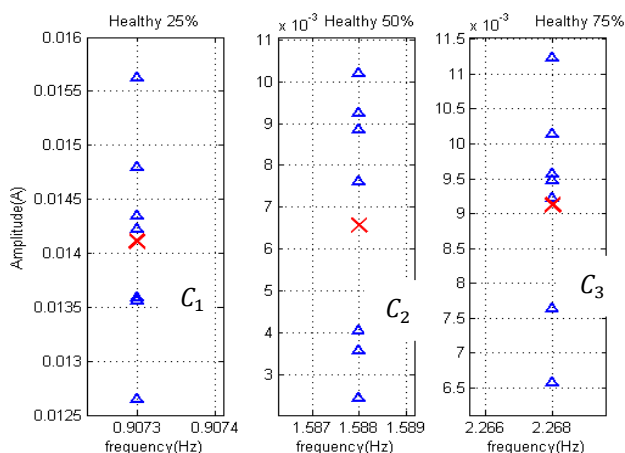 Healthy 25%
0.016
0.0155
0.015
0.0145
0.014
0.0135
0.013
0.0125
Amplitude(A)
0.9073 0.9074
frequency(Hz)
C₁
Healthy 50%
x 10⁻³
11
10
9
8
7
6
5
4
3
1.587 1.588 1.589
frequency(Hz)
C₂
Healthy 75%
x 10⁻³
11.5
11
10.5
10
9.5
9
8.5
8
7.5
7
6.5
2.266 2.268
frequency(Hz)
C₃